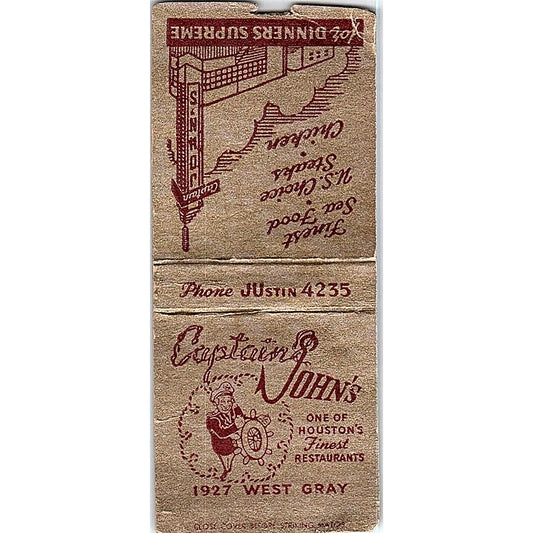 for DINNERS SUPREME
Captain
JOHN'S
Finest
Sea Food
U.S. Choice
Steaks
Chicken
Phone JUSTIN 4235
Captain
JOHN'S
ONE OF
HOUSTON'S
Finest
RESTAURANTS
1927 WEST GRAY
CLOSE COVER BEFORE STRIKING MATCH